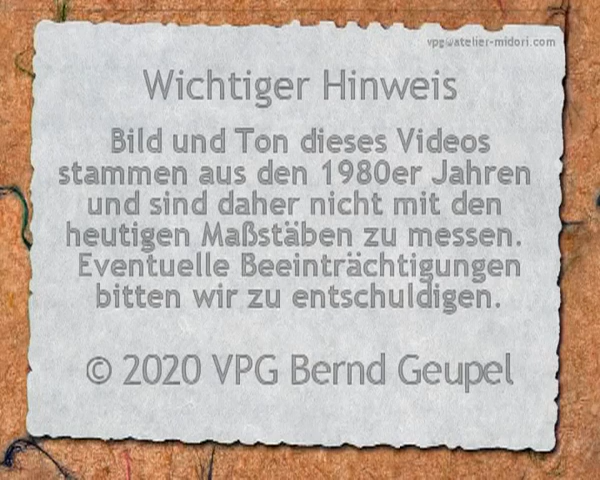 vpg@atelier-midori.com
Wichtiger Hinweis
Bild und Ton dieses Videos
stammen aus den 1980er Jahren
und sind daher nicht mit den
heutigen Maßstäben zu messen.
Eventuelle Beeinträchtigungen
bitten wir zu entschuldigen.
© 2020 VPG Bernd Geupel